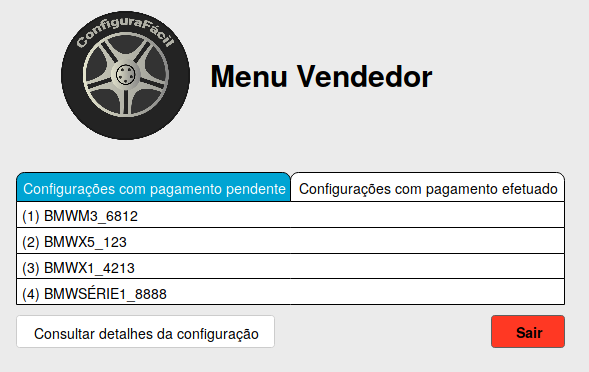 ConfiguraFácil
Menu Vendedor
Configurações com pagamento pendente
Configurações com pagamento efetuado
(1) BMWM3_6812
(2) BMWX5_123
(3) BMWX1_4213
(4) BMWSÉRIE1_8888
Consultar detalhes da configuração
Sair